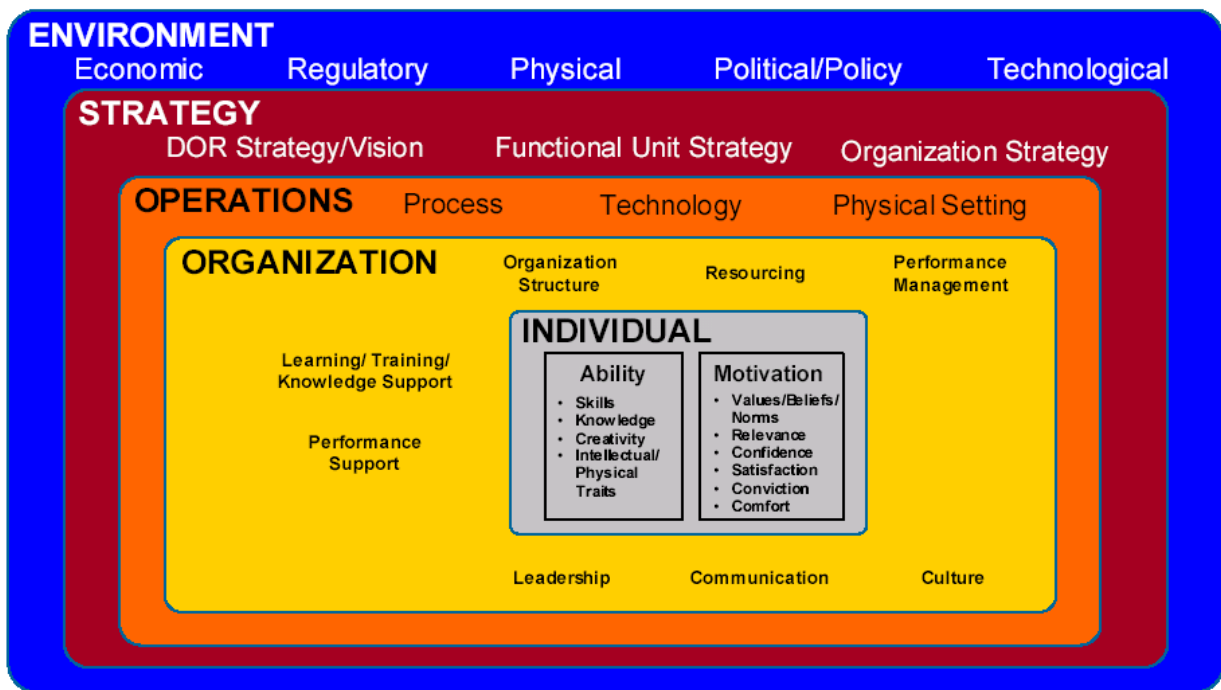 ENVIRONMENT
Economic Regulatory Physical Political/Policy Technological
STRATEGY
DOR Strategy/Vision Functional Unit Strategy Organization Strategy
OPERATIONS Process Technology Physical Setting
ORGANIZATION
Organization
Structure
Resourcing
Performance
Management
Learning/ Training/
Knowledge Support
Performance
Support
INDIVIDUAL
Ability
• Skills
• Knowledge
• Creativity
• Intellectual/
Physical
Traits
Motivation
• Values/Beliefs/
Norms
• Relevance
• Confidence
• Satisfaction
• Conviction
• Comfort
Leadership Communication Culture